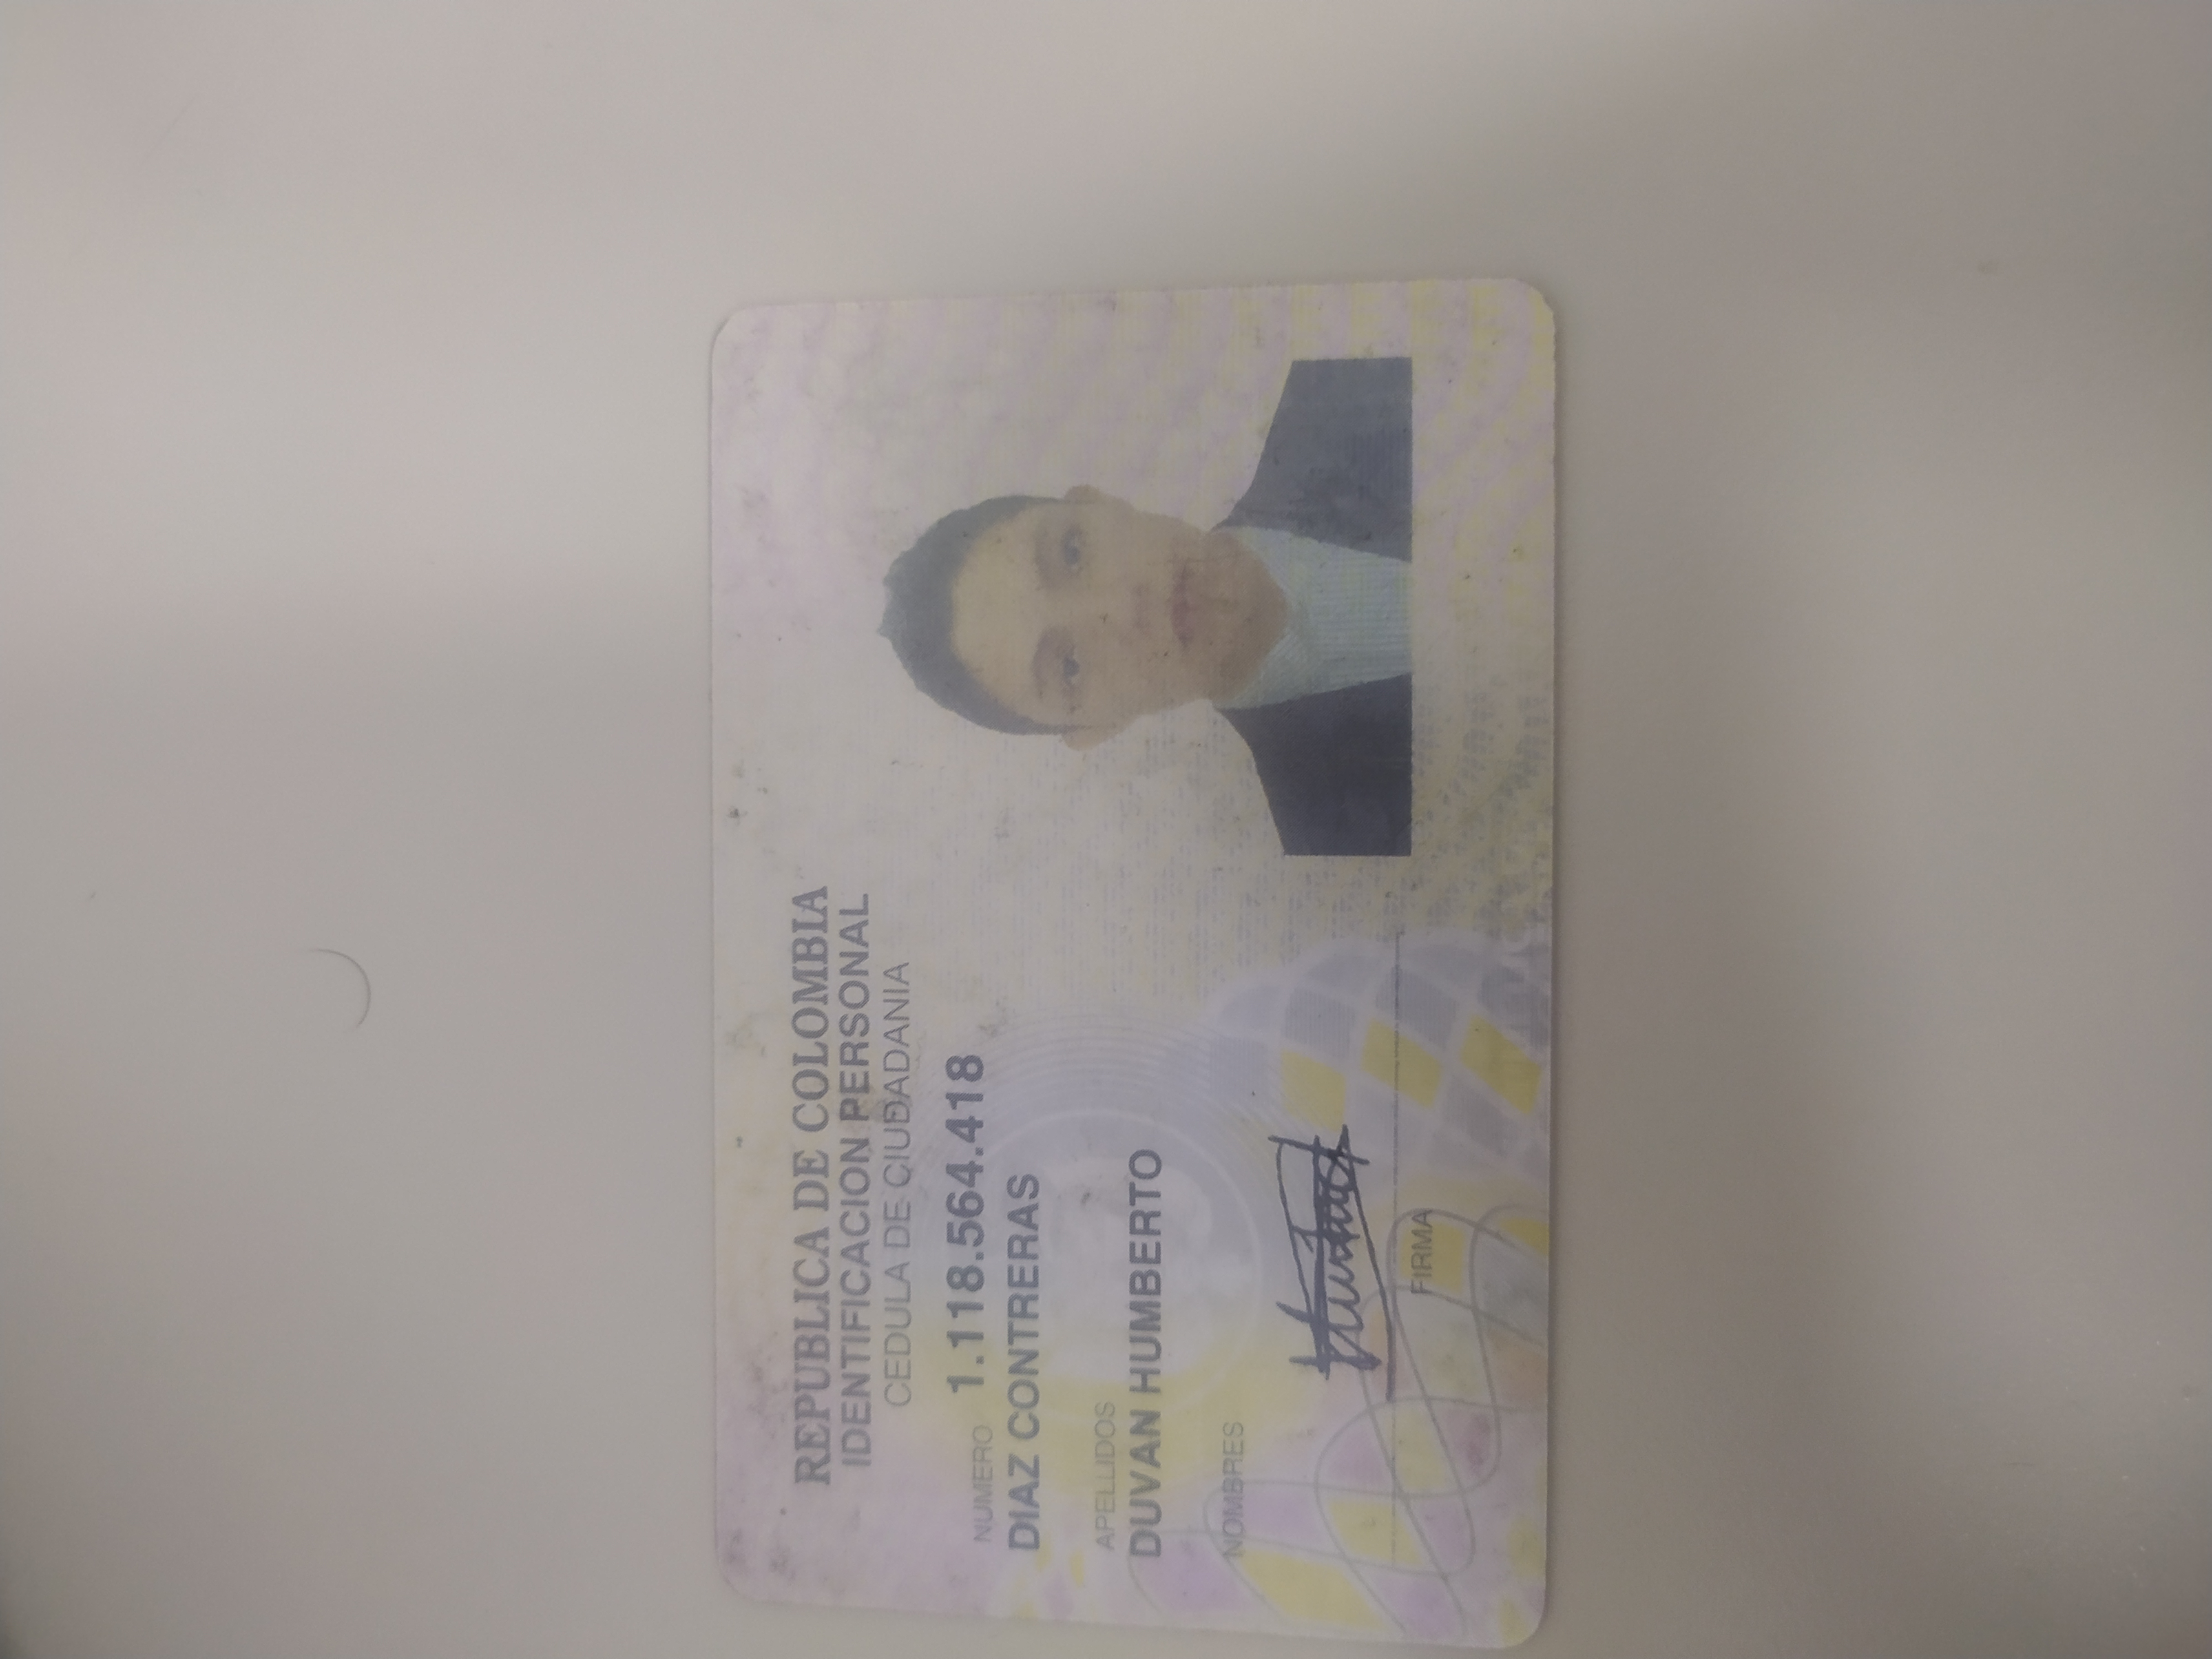 REPUBLICA DE COLOMBIA
IDENTIFICACION PERSONAL
CEDULA DE CIUDADANIA
NUMERO 1.118.564.418
DIAZ CONTRERAS
APELLIDOS
DUVAN HUMBERTO
NOMBRES
FIRMA